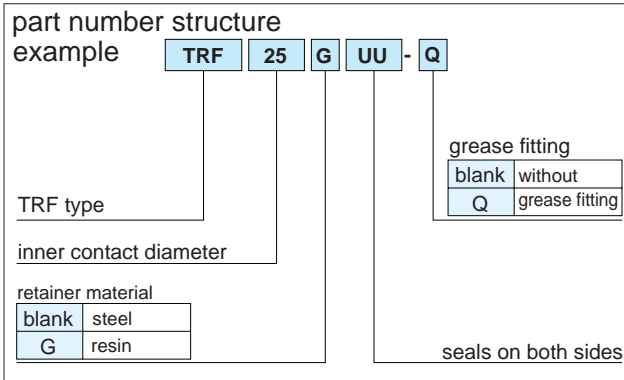 part number structure
example TRF 25 G UU - Q
grease fitting
blank without
Q grease fitting
TRF type
inner contact diameter
retainer material
blank steel
G resin
seals on both sides